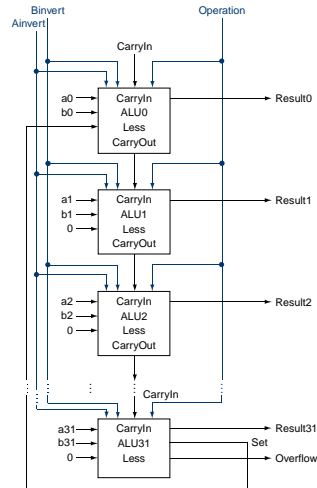 Binvert
Operation
Ainvert
CarryIn
a0
CarryIn
Result0
b0
ALU0
Less
CarryOut
a1
CarryIn
Result1
b1
ALU1
0
Less
CarryOut
a2
CarryIn
Result2
b2
ALU2
0
Less
CarryOut
CarryIn
a31
CarryIn
Result31
b31
ALU31
Set
0
Less
Overflow